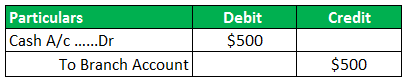 Particulars Debit Credit
Cash A/c ......Dr $500
To Branch Account $500